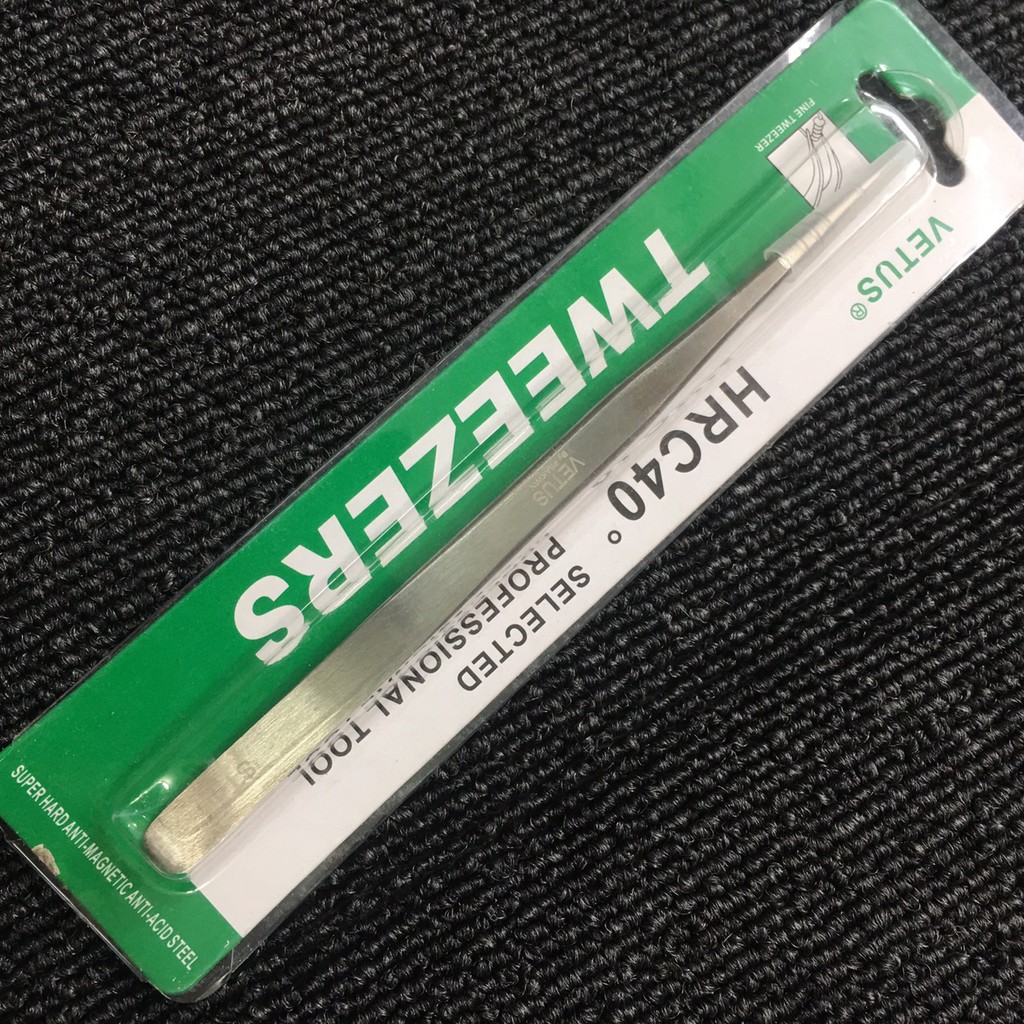 VETUS®
FINE TWEEZER
TWEEZERS
HRC40°
SELECTED
PROFESSIONAL TOOL
VETUS
SUPER HARD ANTI-MAGNETIC ANTI-ACID STEEL